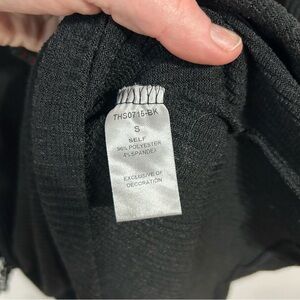 THS0715-BK
S
SELF
96% POLYESTER
4% SPANDEX
EXCLUSIVE OF
DECORATION